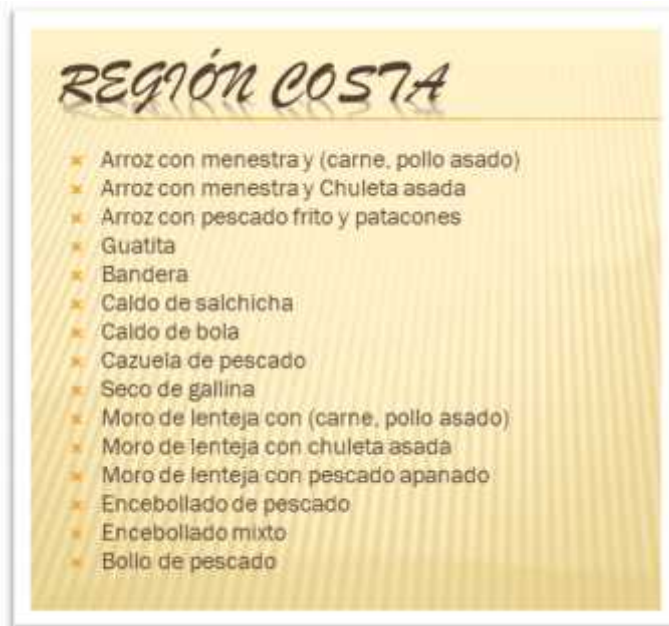 REGIÓN COSTA
Arroz con menestra y (carne, pollo asado)
Arroz con menestra y Chuleta asada
Arroz con pescado frito y patacones
Guatita
Bandera
Caldo de salchicha
Caldo de bola
Cazuela de pescado
Seco de gallina
Moro de lenteja con (carne, pollo asado)
Moro de lenteja con chuleta asada
Moro de lenteja con pescado apanado
Encebollado de pescado
Encebollado mixto
Bollo de pescado